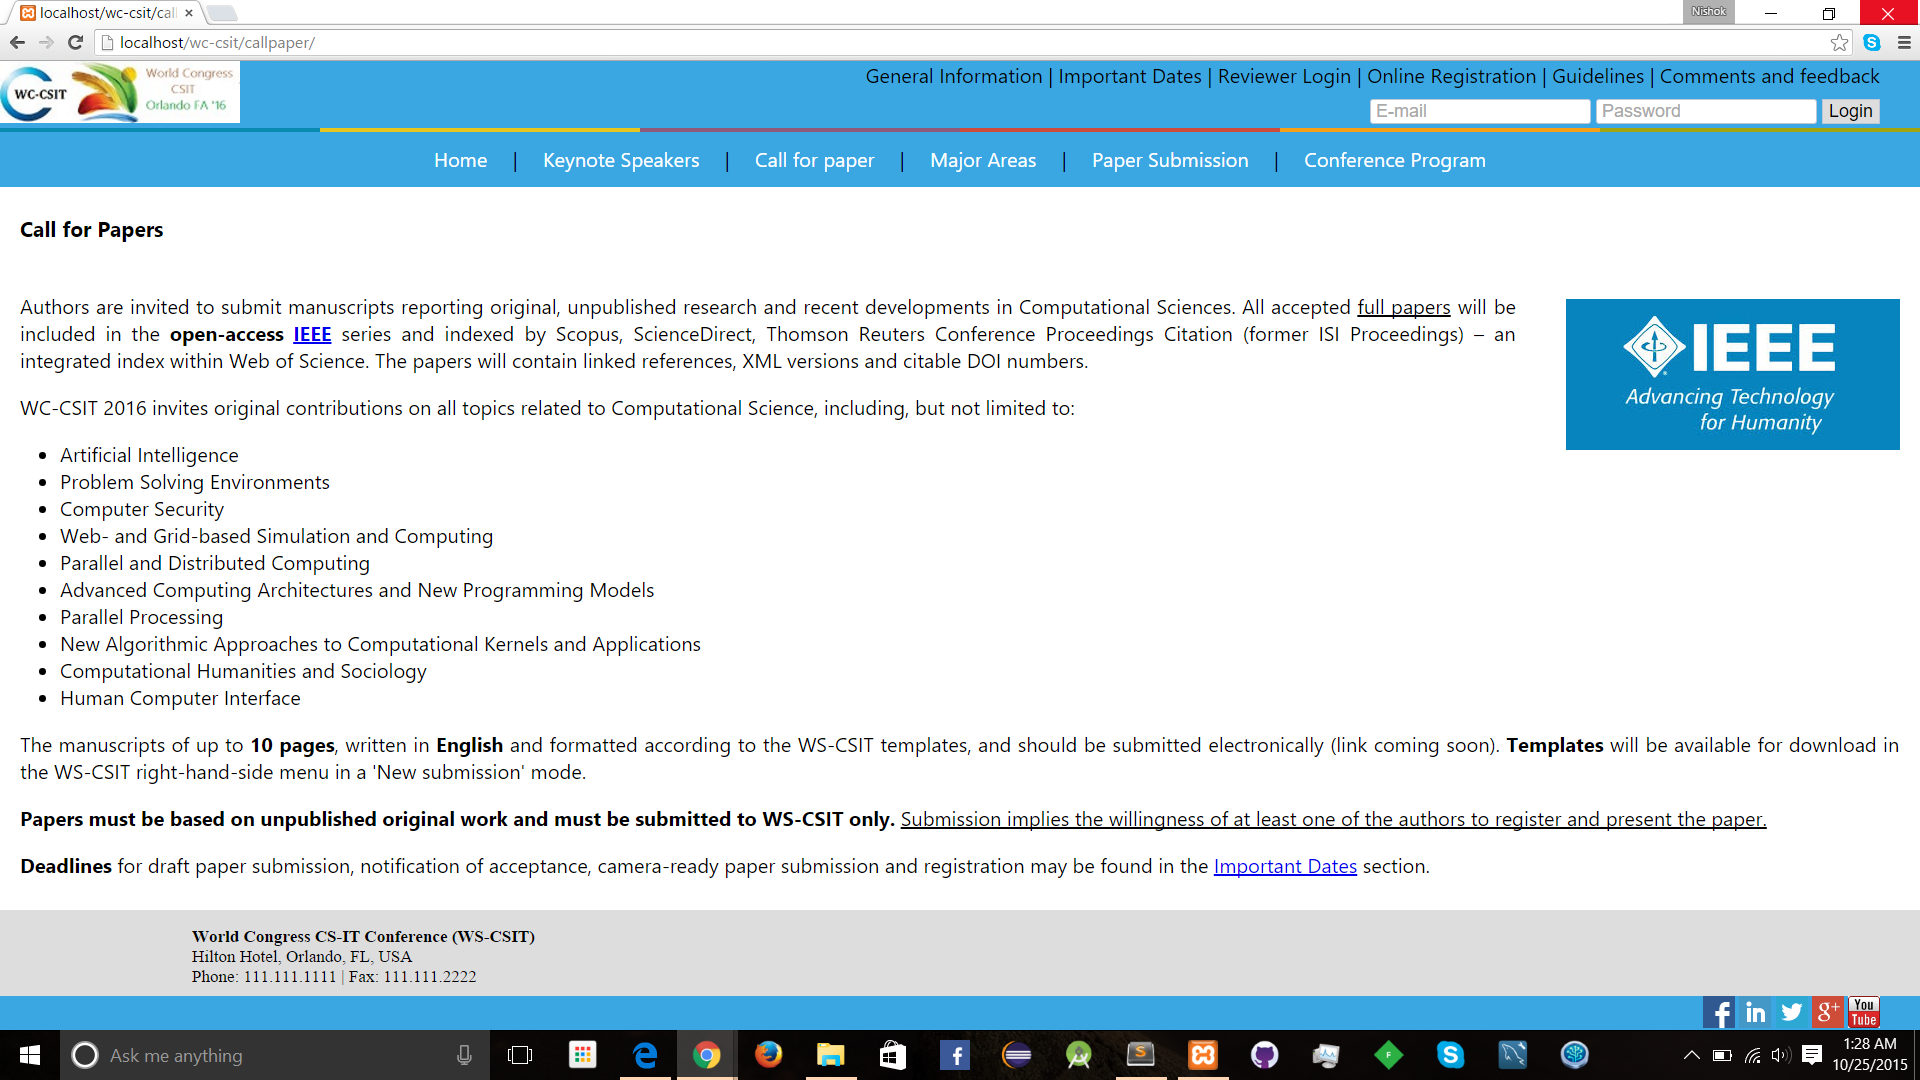 localhost/wc-csit/call
Nishok
localhost/wc-csit/callpaper/
WC-CSIT
World Congress
CSIT
Orlando FA '16
General Information | Important Dates | Reviewer Login | Online Registration | Guidelines | Comments and feedback
E-mail Password Login
Home | Keynote Speakers | Call for paper | Major Areas | Paper Submission | Conference Program
Call for Papers
Authors are invited to submit manuscripts reporting original, unpublished research and recent developments in Computational Sciences. All accepted full papers will be
included in the open-access IEEE series and indexed by Scopus, ScienceDirect, Thomson Reuters Conference Proceedings Citation (former ISI Proceedings) – an
integrated index within Web of Science. The papers will contain linked references, XML versions and citable DOI numbers.
IEEE
Advancing Technology
for Humanity
WC-CSIT 2016 invites original contributions on all topics related to Computational Science, including, but not limited to:
• Artificial Intelligence
• Problem Solving Environments
• Computer Security
• Web- and Grid-based Simulation and Computing
• Parallel and Distributed Computing
• Advanced Computing Architectures and New Programming Models
• Parallel Processing
• New Algorithmic Approaches to Computational Kernels and Applications
• Computational Humanities and Sociology
• Human Computer Interface
The manuscripts of up to 10 pages, written in English and formatted according to the WS-CSIT templates, and should be submitted electronically (link coming soon). Templates will be available for download in
the WS-CSIT right-hand-side menu in a 'New submission' mode.
Papers must be based on unpublished original work and must be submitted to WS-CSIT only. Submission implies the willingness of at least one of the authors to register and present the paper.
Deadlines for draft paper submission, notification of acceptance, camera-ready paper submission and registration may be found in the Important Dates section.
World Congress CS-IT Conference (WS-CSIT)
Hilton Hotel, Orlando, FL, USA
Phone: 111.111.1111 | Fax: 111.111.2222
f in g+ You
Tube
Ask me anything
1:28 AM
10/25/2015